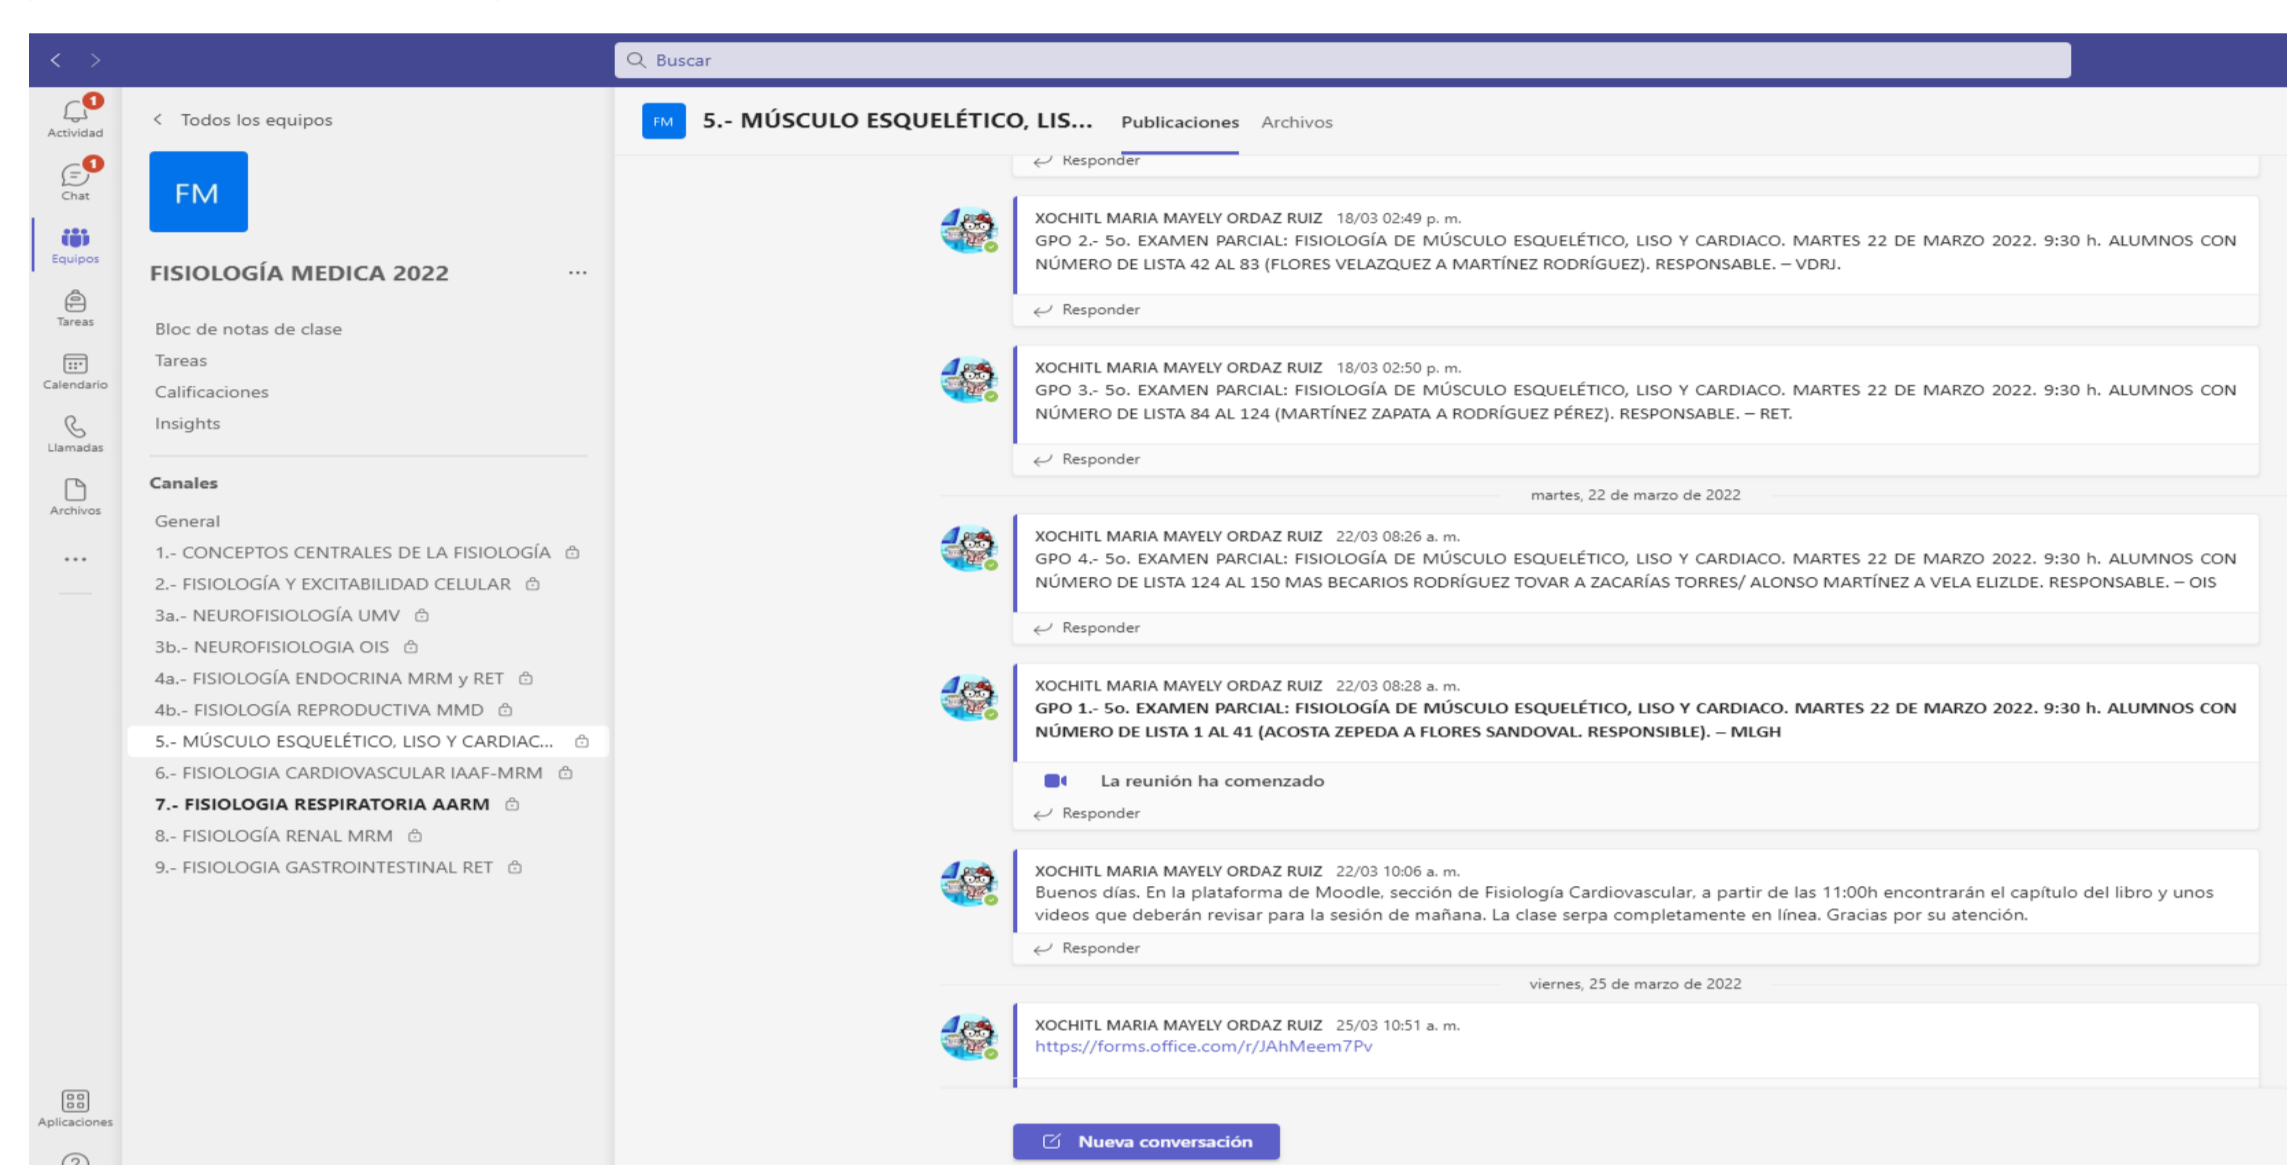 Buscar
1
Actividad
1
Chat
Equipos
Tareas
Calendario
Llamadas
Archivos
Aplicaciones
Todos los equipos
FM
FISIOLOGÍA MEDICA 2022
Bloc de notas de clase
Tareas
Calificaciones
Insights
Canales
General
1.- CONCEPTOS CENTRALES DE LA FISIOLOGÍA
2.- FISIOLOGÍA Y EXCITABILIDAD CELULAR
3a.- NEUROFISIOLOGÍA UMV
3b.- NEUROFISIOLOGIA OIS
4a.- FISIOLOGÍA ENDOCRINA MRM y RET
4b.- FISIOLOGÍA REPRODUCTIVA MMD
5.- MÚSCULO ESQUELÉTICO, LISO Y CARDIAC...
6.- FISIOLOGIA CARDIOVASCULAR IAAF-MRM
7.- FISIOLOGIA RESPIRATORIA AARM
8.- FISIOLOGÍA RENAL MRM
9.- FISIOLOGIA GASTROINTESTINAL RET
FM 5.- MÚSCULO ESQUELÉTICO, LIS... Publicaciones Archivos
Responder
XOCHITL MARIA MAYELY ORDAZ RUIZ 18/03 02:49 p. m.
GPO 2.- 5o. EXAMEN PARCIAL: FISIOLOGÍA DE MÚSCULO ESQUELÉTICO, LISO Y CARDIACO. MARTES 22 DE MARZO 2022. 9:30 h. ALUMNOS CON
NÚMERO DE LISTA 42 AL 83 (FLORES VELAZQUEZ A MARTÍNEZ RODRÍGUEZ). RESPONSABLE. – VDRJ.
Responder
XOCHITL MARIA MAYELY ORDAZ RUIZ 18/03 02:50 p. m.
GPO 3.- 5o. EXAMEN PARCIAL: FISIOLOGÍA DE MÚSCULO ESQUELÉTICO, LISO Y CARDIACO. MARTES 22 DE MARZO 2022. 9:30 h. ALUMNOS CON
NÚMERO DE LISTA 84 AL 124 (MARTÍNEZ ZAPATA A RODRÍGUEZ PÉREZ). RESPONSABLE. – RET.
Responder
martes, 22 de marzo de 2022
XOCHITL MARIA MAYELY ORDAZ RUIZ 22/03 08:26 a. m.
GPO 4.- 5o. EXAMEN PARCIAL: FISIOLOGÍA DE MÚSCULO ESQUELÉTICO, LISO Y CARDIACO. MARTES 22 DE MARZO 2022. 9:30 h. ALUMNOS CON
NÚMERO DE LISTA 124 AL 150 MAS BECARIOS RODRÍGUEZ TOVAR A ZACARÍAS TORRES/ ALONSO MARTÍNEZ A VELA ELIZLDE. RESPONSABLE. – OIS
Responder
XOCHITL MARIA MAYELY ORDAZ RUIZ 22/03 08:28 a. m.
GPO 1.- 5o. EXAMEN PARCIAL: FISIOLOGÍA DE MÚSCULO ESQUELÉTICO, LISO Y CARDIACO. MARTES 22 DE MARZO 2022. 9:30 h. ALUMNOS CON
NÚMERO DE LISTA 1 AL 41 (ACOSTA ZEPEDA A FLORES SANDOVAL. RESPONSIBLE). – MLGH
La reunión ha comenzado
Responder
XOCHITL MARIA MAYELY ORDAZ RUIZ 22/03 10:06 a. m.
Buenos días. En la plataforma de Moodle, sección de Fisiología Cardiovascular, a partir de las 11:00h encontrarán el capítulo del libro y unos
videos que deberán revisar para la sesión de mañana. La clase serpa completamente en línea. Gracias por su atención.
Responder
viernes, 25 de marzo de 2022
XOCHITL MARIA MAYELY ORDAZ RUIZ 25/03 10:51 a. m.
https://forms.office.com/r/JAhMeem7Pv
Nueva conversación